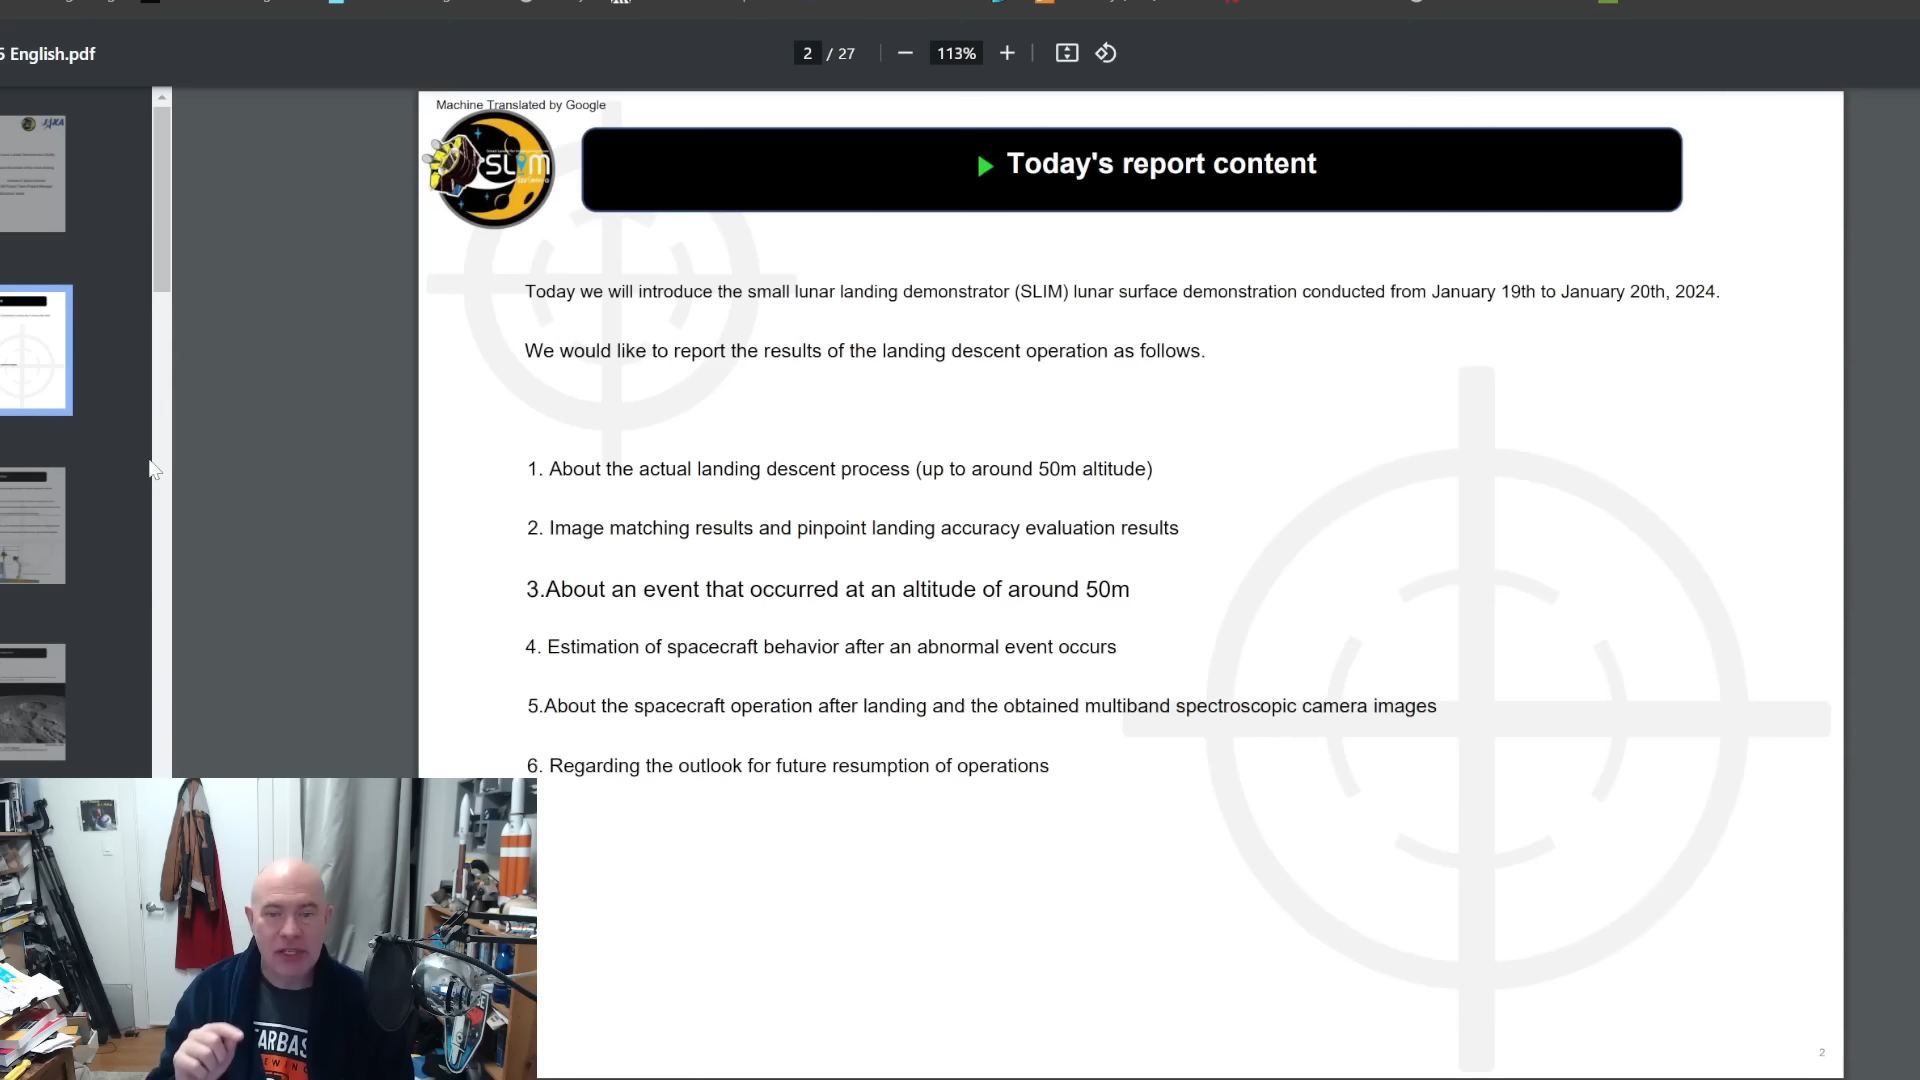 5 English.pdf
2 / 27
113%
Machine Translated by Google
SLIM
Today's report content
Today we will introduce the small lunar landing demonstrator (SLIM) lunar surface demonstration conducted from January 19th to January 20th, 2024.
We would like to report the results of the landing descent operation as follows.
1. About the actual landing descent process (up to around 50m altitude)
2. Image matching results and pinpoint landing accuracy evaluation results
3.About an event that occurred at an altitude of around 50m
4. Estimation of spacecraft behavior after an abnormal event occurs
5.About the spacecraft operation after landing and the obtained multiband spectroscopic camera images
6. Regarding the outlook for future resumption of operations
2
JAXA
ARBAS
EWING